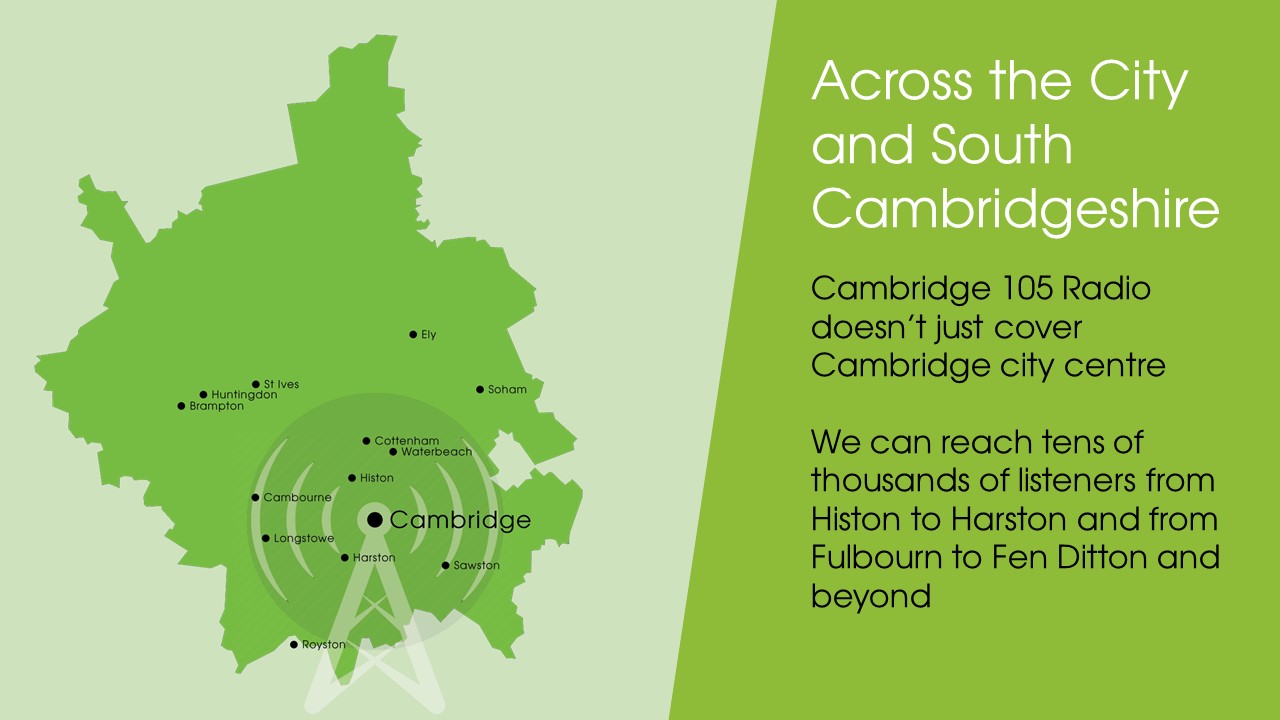 Across the City
and South
Cambridgeshire
Cambridge 105 Radio
doesn’t just cover
Cambridge city centre
We can reach tens of
thousands of listeners from
Histon to Harston and from
Fulbourn to Fen Ditton and
beyond
Ely
St Ives
Huntingdon
Brampton
Soham
Cottenham
Waterbeach
Histon
Cambourne
Cambridge
Longstowe
Harston
Sawston
Royston